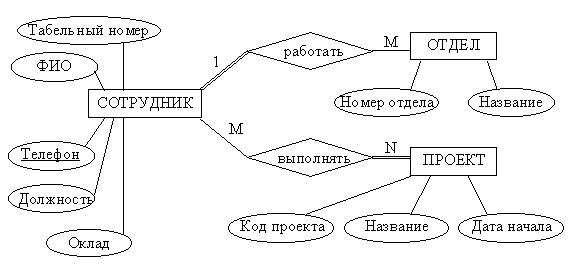 Табельный номер
ФИО
СОТРУДНИК
Телефон
Должность
Оклад
1
работать
М
ОТДЕЛ
Номер отдела
Название
М
выполнять
N
ПРОЕКТ
Код проекта
Название
Дата начала